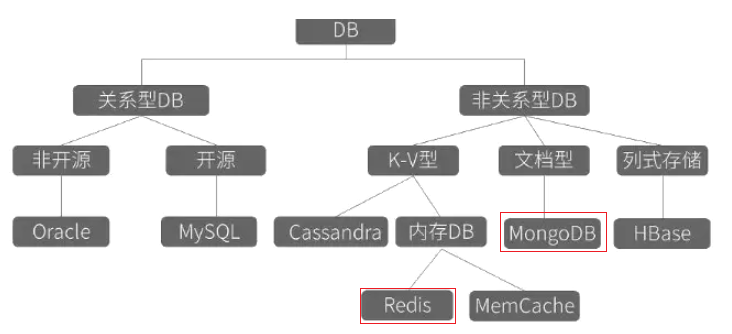 DB
关系型DB
非关系型DB
非开源
开源
K-V型
文档型
列式存储
Oracle
MySQL
Cassandra
内存DB
MongoDB
HBase
Redis
MemCache